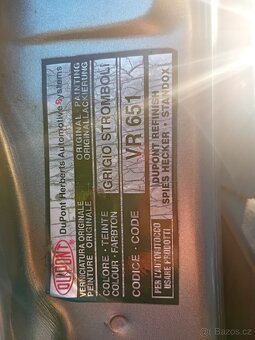 DUPONT
DuPont Herberts Automotive Systems
VERNICIATURA ORIGINALE
ORIGINAL PAINTING
PEINTURE ORIGINALE
ORIGINALLACKIERUNG
COLORE - TEINTE
COLOUR - FARBTON
GRIGIO STROMBOLI
CODICE - CODE
VR 651
PER L'AUTORITOCCO
USARE PRODOTTI
DUPONT REFINISH
SPIES HECKER - STANDOX
sbazar.cz